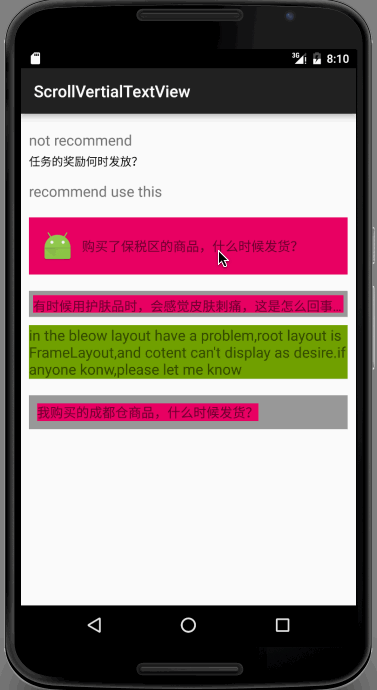 3G
8:10
ScrollVertialTextView
not recommend
任务的奖励何时发放?
recommend use this
购买了保税区的商品，什么时候发货?
有时候用护肤品时，会感觉皮肤刺痛，这是怎么回事...
in the bleow layout have a problem,root layout is
FrameLayout,and cotent can't display as desire.if
anyone konw,please let me know
我购买的成都仓商品，什么时候发货?